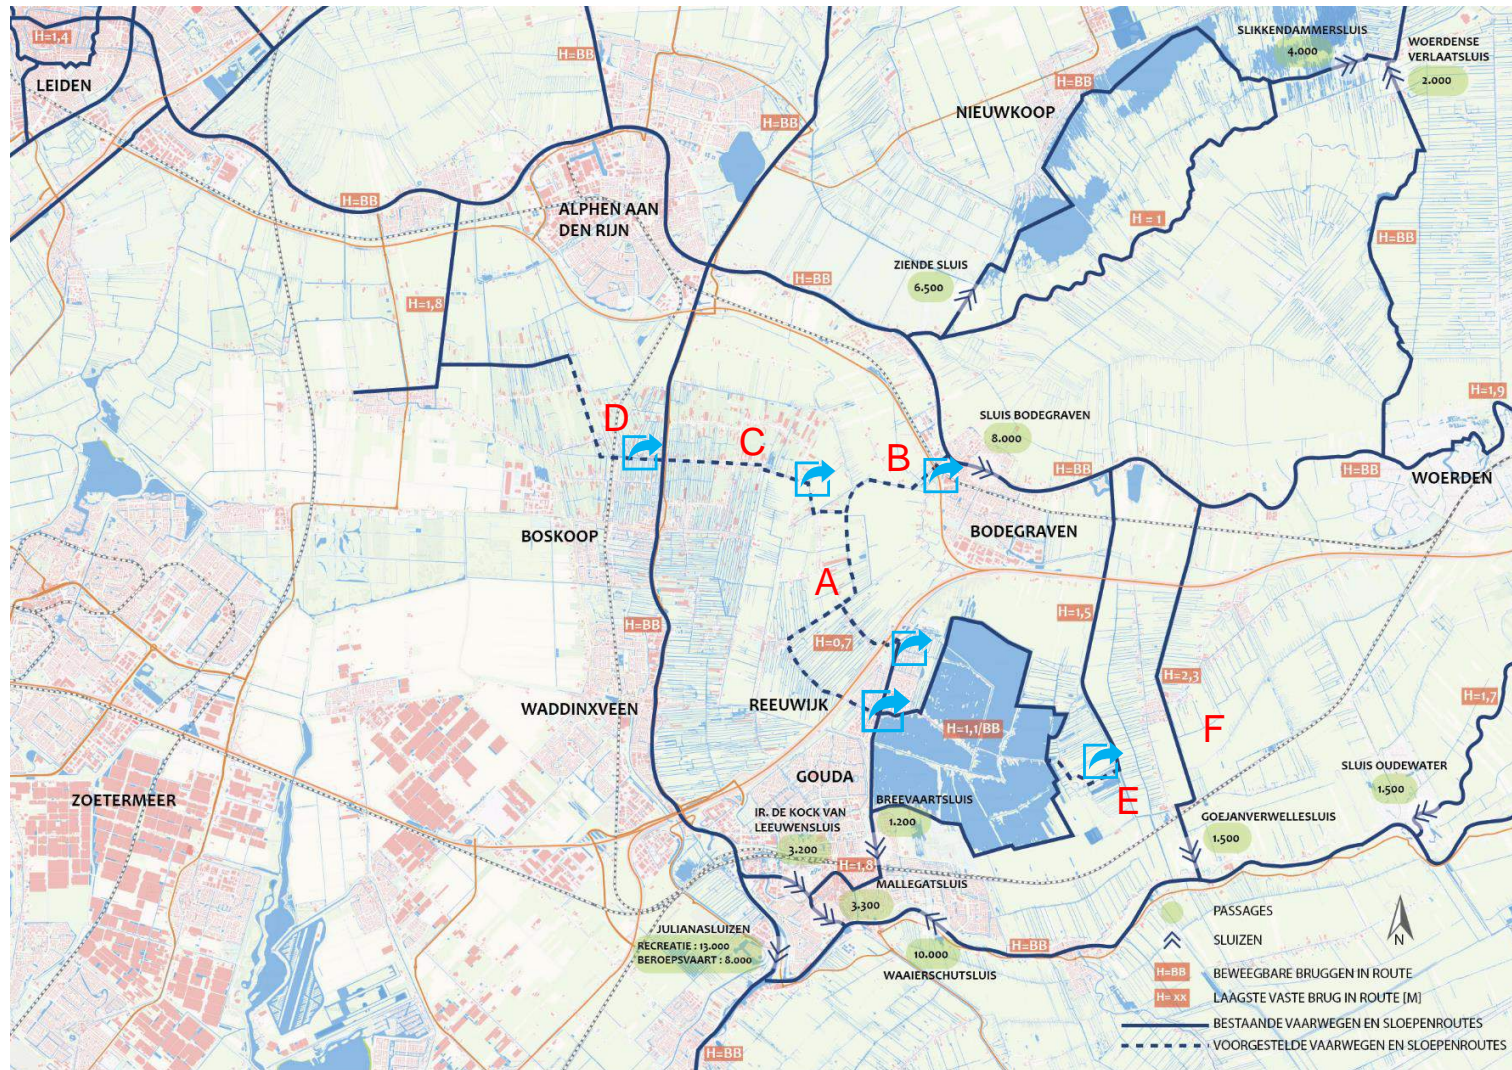 H=1,4
LEIDEN
H=BB
H=BB
H=BB
SLIKKENDAMMERSLUIS
4.000
WOERDENSE
VERLAATSLUIS
2.000
H=BB
NIEUWKOOP
ALPHEN AAN
DEN RIJN
H = 1
H=BB
ZIENDE SLUIS
6.500
H=BB
H=1,8
D
C
B
SLUIS BODEGRAVEN
8.000
H=BB
H=1,9
H=BB
WOERDEN
BOSKOOP
BODEGRAVEN
A
H=BB
H=0,7
H=1,5
H=2,3
WADDINXVEEN
REEUWIJK
H=1,1/BB
H=1,7
F
ZOETERMEER
GOUDA
E
SLUIS OUDEWATER
1.500
IR. DE KOCK VAN
LEEUWENSLUIS
3.200
BREEVAARTSLUIS
1.200
GOEJANVERWELLESLUIS
1.500
H=1,8
MALLEGATSLUIS
3.300
JULIANASLUIZEN
RECREATIE : 13.000
BEROEPSVAART : 8.000
10.000
WAAIERSCHUTSLUIS
H=BB
H=BB
PASSAGES
SLUIZEN
N
H=BB BEWEEGBARE BRUGGEN IN ROUTE
H= xx LAAGSTE VASTE BRUG IN ROUTE [M]
BESTAANDE VAARWEGEN EN SLOEPENROUTES
VOORGESTELDE VAARWEGEN EN SLOEPENROUTES